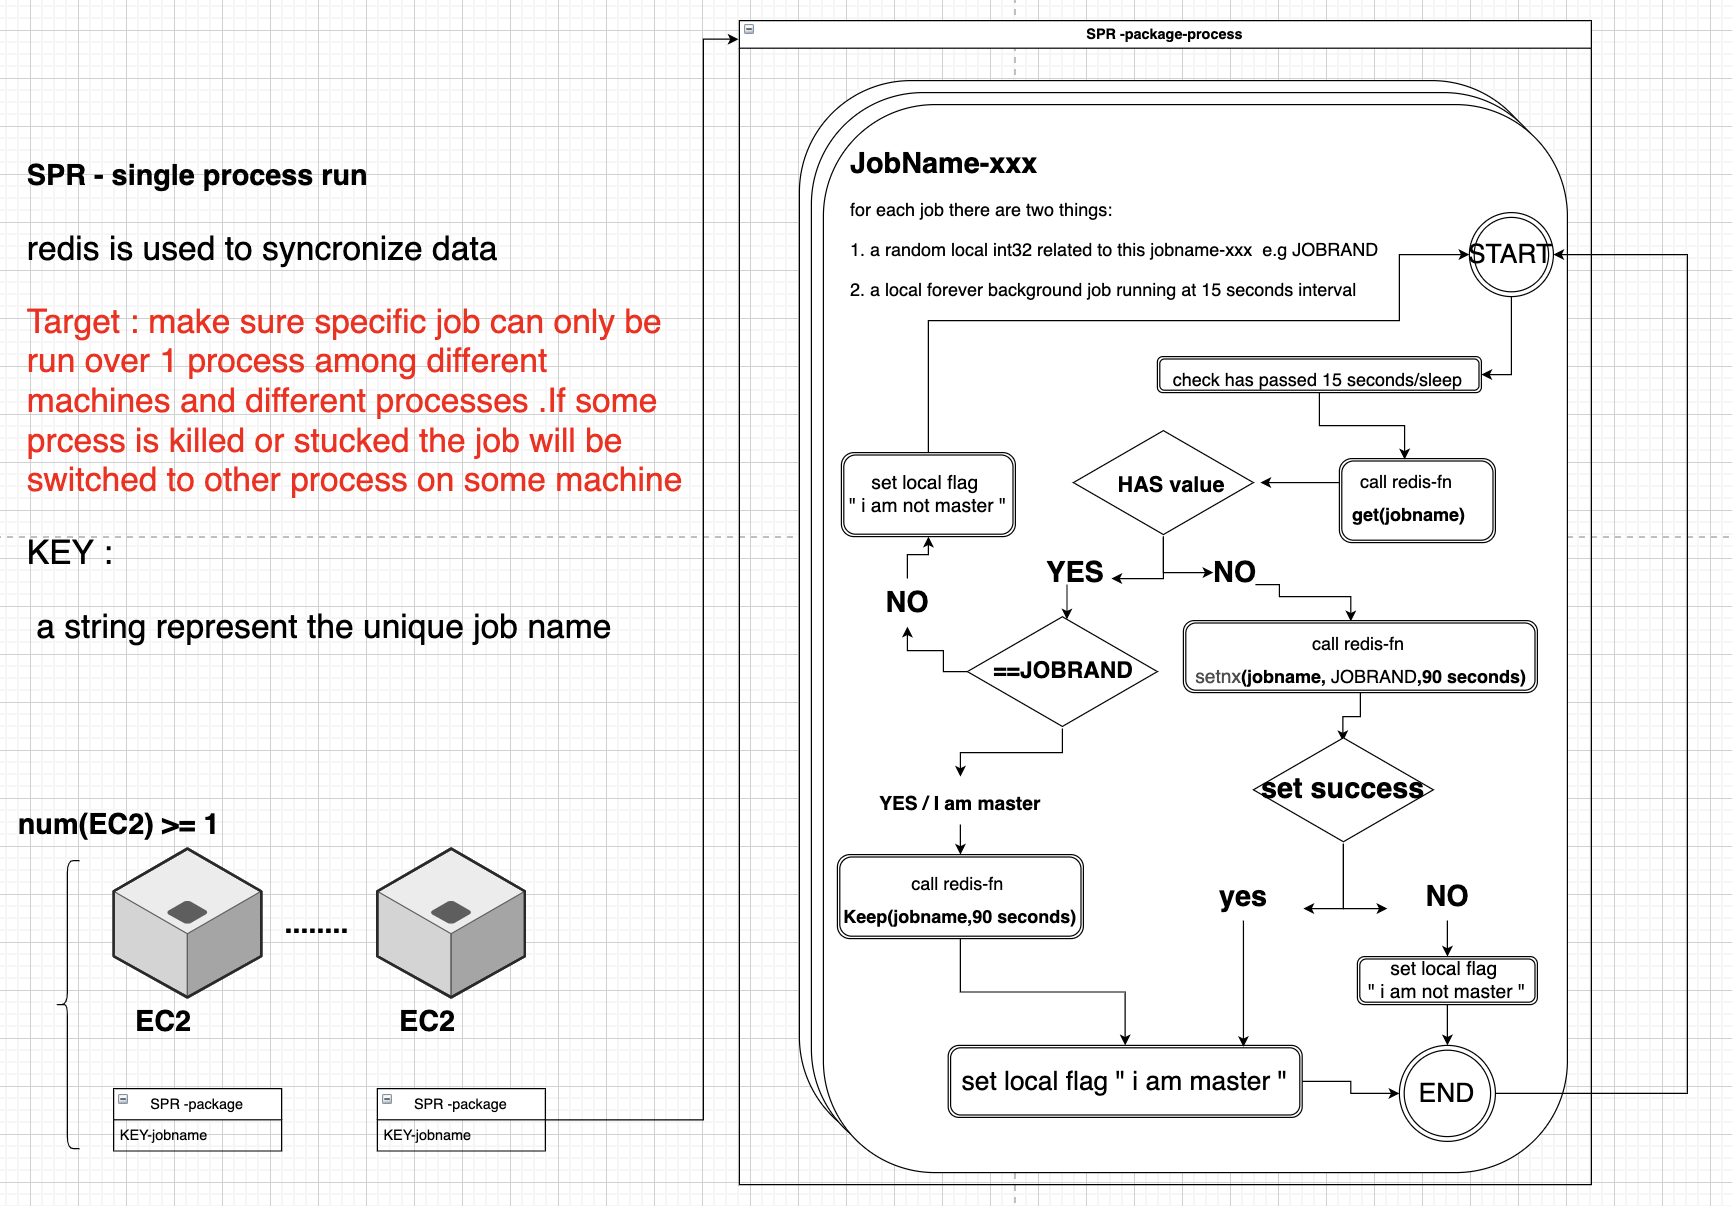 SPR - single process run
redis is used to syncronize data
Target : make sure specific job can only be
run over 1 process among different
machines and different processes .If some
prcess is killed or stucked the job will be
switched to other process on some machine
KEY :
a string represent the unique job name
num(EC2) >= 1
........
EC2
EC2
SPR -package
KEY-jobname
SPR -package
KEY-jobname
SPR -package-process
JobName-xxx
for each job there are two things:
1. a random local int32 related to this jobname-xxx  e.g JOBRAND
2. a local forever background job running at 15 seconds interval
START
check has passed 15 seconds/sleep
call redis-fn
get(jobname)
HAS value
set local flag
" i am not master "
YES
NO
NO
==JOBRAND
call redis-fn
setnx(jobname, JOBRAND,90 seconds)
set success
YES / I am master
call redis-fn
Keep(jobname,90 seconds)
yes
NO
set local flag
" i am not master "
set local flag " i am master "
END